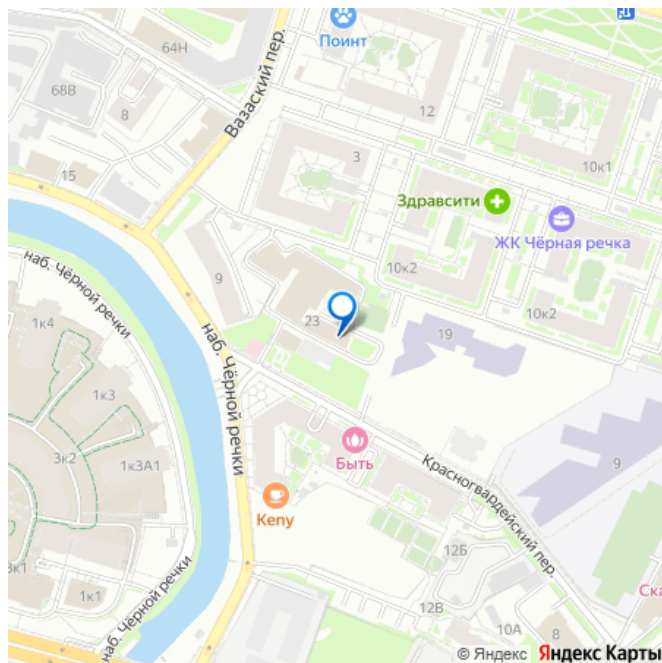 Поинт
64Н
Вазаский пер.
68В
8
12
3
10к1
15
Здравсити
ЖК Чёрная речка
9
10к2
наб. Чёрной речки
10к2
1к4
23
19
наб. Чёрной речки
1к3
Быть
Красногвардейский пер.
9
3к2
1к3А1
Keny
12Б
1к1
наб. Чёрной речки
12В
10А
8
Ска
© Яндекс Яндекс Карты